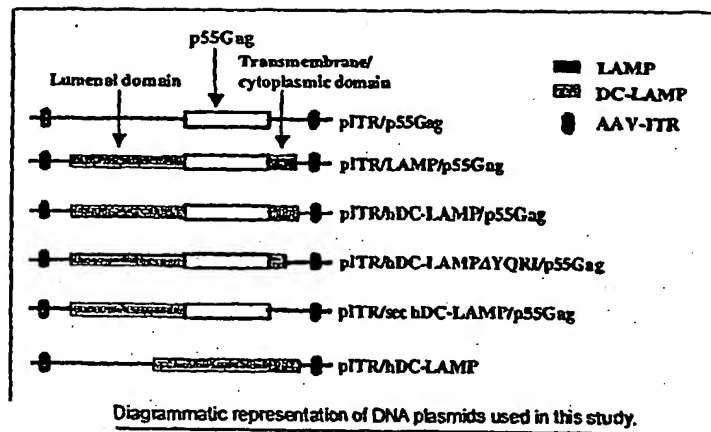 p55Gag
Transmembrane/
cytoplasmic domain
Lumenal domain
LAMP
DC-LAMP
AAV-ITR
pITR/p55Gag
pITR/LAMP/p55Gag
pITR/hDC-LAMP/p55Gag
pITR/hDC-LAMPΔYQRI/p55Gag
pITR/sec hDC-LAMP/p55Gag
pITR/hDC-LAMP
Diagrammatic representation of DNA plasmids used in this study.